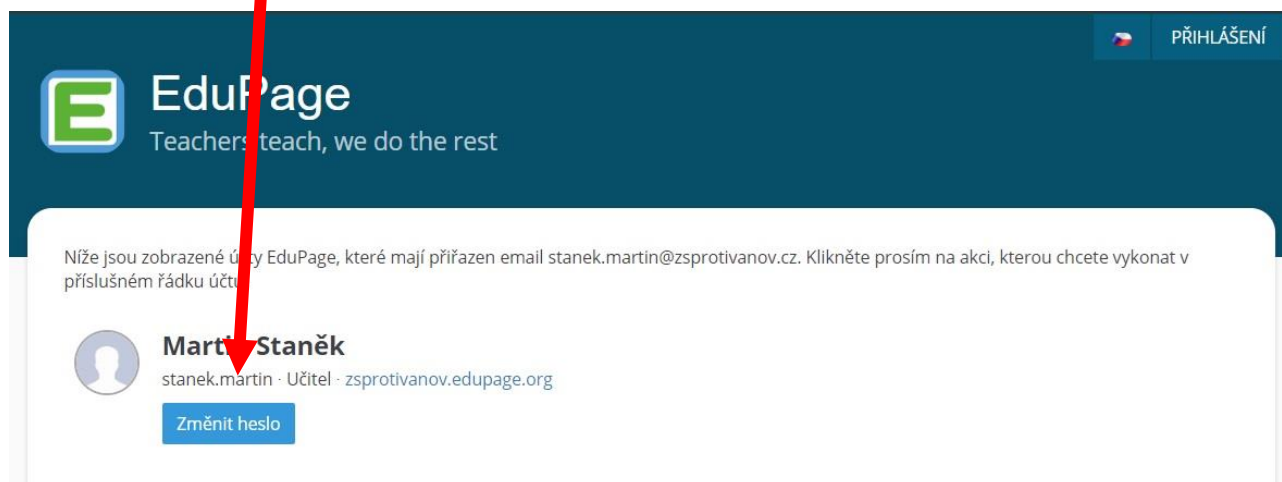 PŘIHLÁŠENÍ
E
EduPage
Teachers teach, we do the rest
Níže jsou zobrazené účty EduPage, které mají přiřazen email stanek.martin@zsprotivanov.cz. Klikněte prosím na akci, kterou chcete vykonat v
příslušném řádku účtu
Martin Staněk
stanek.martin · Učitel · zsprotivanov.edupage.org
Změnit heslo